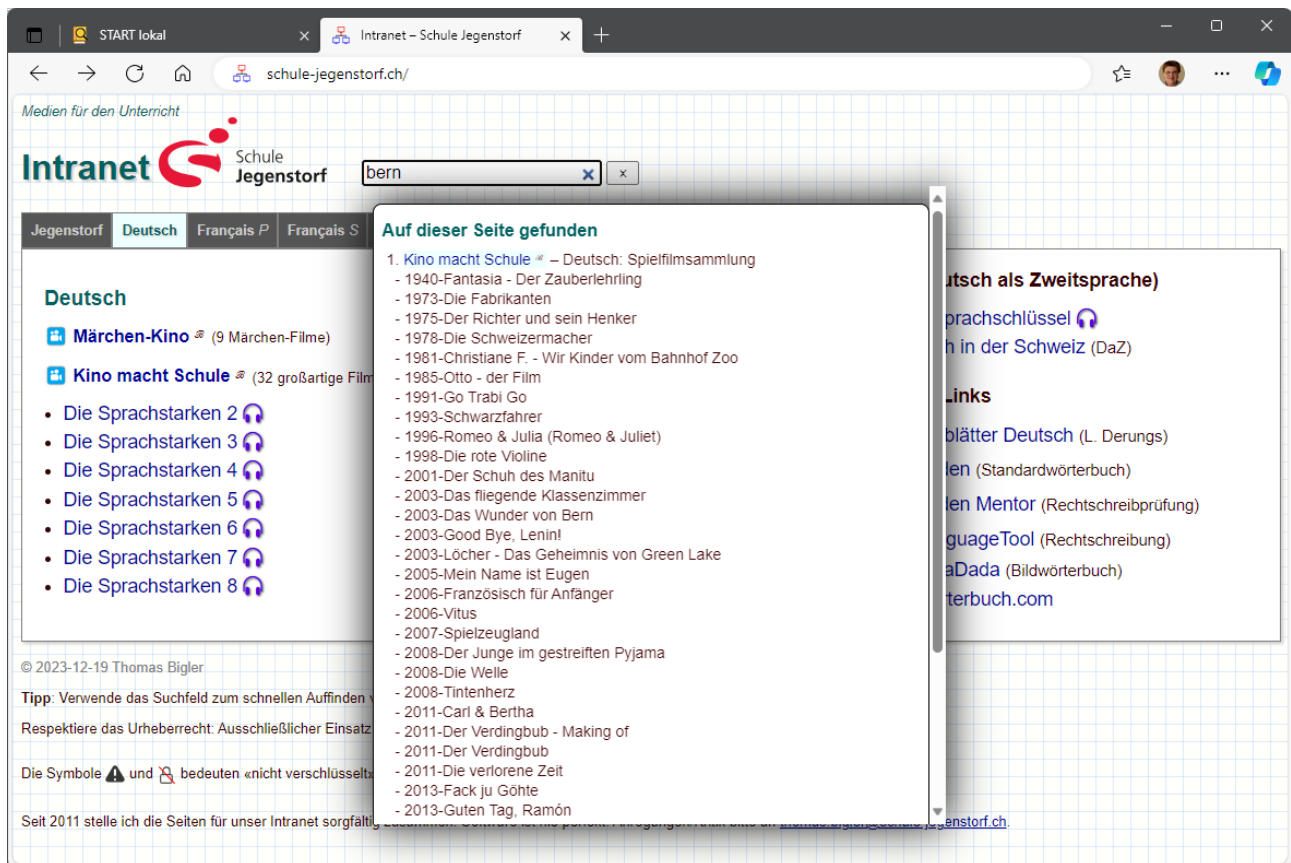 START lokal
Intranet – Schule Jegenstorf
schule-jegenstorf.ch/
Medien für den Unterricht
Intranet
Schule
Jegenstorf
bern
x
Jegenstorf Deutsch Français P Français S
Auf dieser Seite gefunden
1. Kino macht Schule – Deutsch: Spielfilmsammlung
- 1940-Fantasia - Der Zauberlehrling
- 1973-Die Fabrikanten
- 1975-Der Richter und sein Henker
- 1978-Die Schweizermacher
- 1981-Christiane F. - Wir Kinder vom Bahnhof Zoo
- 1985-Otto - der Film
- 1991-Go Trabi Go
- 1993-Schwarzfahrer
- 1996-Romeo & Julia (Romeo & Juliet)
- 1998-Die rote Violine
- 2001-Der Schuh des Manitu
- 2003-Das fliegende Klassenzimmer
- 2003-Das Wunder von Bern
- 2003-Good Bye, Lenin!
- 2003-Löcher - Das Geheimnis von Green Lake
- 2005-Mein Name ist Eugen
- 2006-Französisch für Anfänger
- 2006-Vitus
- 2007-Spielzeugland
- 2008-Der Junge im gestreiften Pyjama
- 2008-Die Welle
- 2008-Tintenherz
- 2011-Carl & Bertha
- 2011-Der Verdingbub - Making of
- 2011-Der Verdingbub
- 2011-Die verlorene Zeit
- 2013-Fack ju Göhte
- 2013-Guten Tag, Ramón
Deutsch
Märchen-Kino (9 Märchen-Filme)
Kino macht Schule (32 großartige Film
• Die Sprachstarken 2
• Die Sprachstarken 3
• Die Sprachstarken 4
• Die Sprachstarken 5
• Die Sprachstarken 6
• Die Sprachstarken 7
• Die Sprachstarken 8
utsch als Zweitsprache)
prachschlüssel
h in der Schweiz (DaZ)
Links
blätter Deutsch (L. Derungs)
den (Standardwörterbuch)
den Mentor (Rechtschreibprüfung)
guageTool (Rechtschreibung)
aDada (Bildwörterbuch)
terbuch.com
© 2023-12-19 Thomas Bigler
Tipp: Verwende das Suchfeld zum schnellen Auffinden
Respektiere das Urheberrecht: Ausschließlicher Einsatz
Die Symbole und bedeuten «nicht verschlüsselt»
Seit 2011 stelle ich die Seiten für unser Intranet sorgfältig